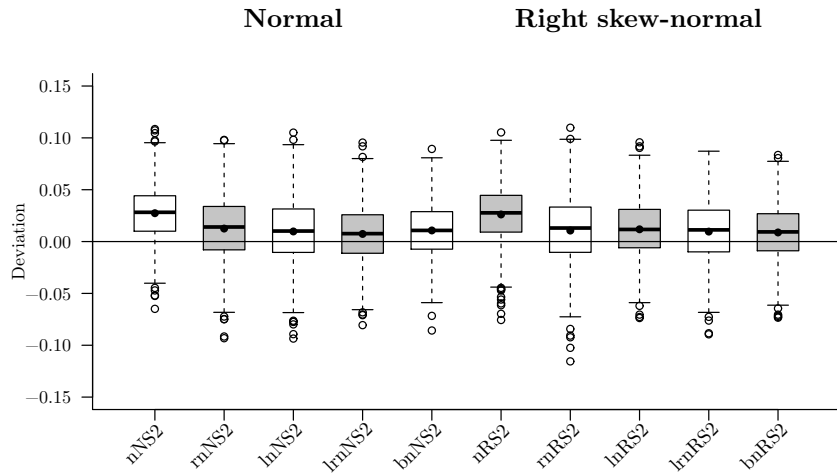 Normal
Right skew-normal
0.15
0.10
0.05
0.00
−0.05
−0.10
−0.15
Deviation
nNS2
rnNS2
lnNS2
lrnNS2
bnNS2
nRS2
rnRS2
lnRS2
lrnRS2
bnRS2